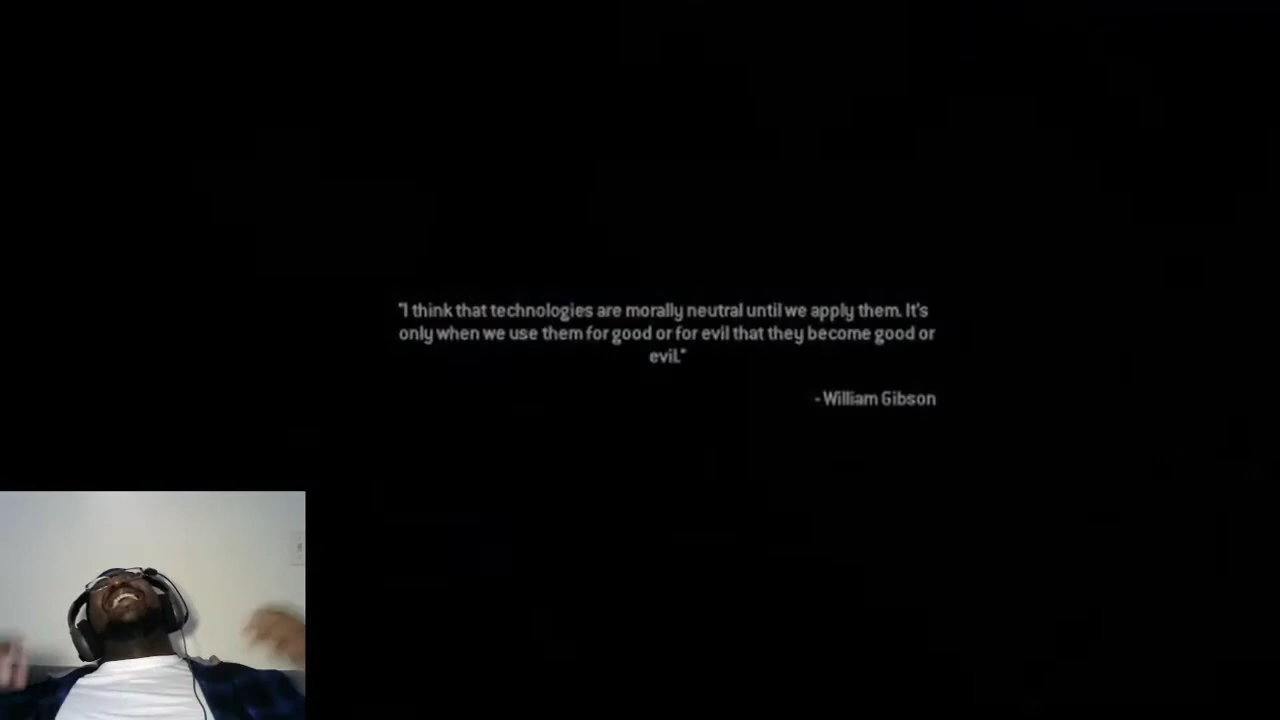 "I think that technologies are morally neutral until we apply them. It's
only when we use them for good or for evil that they become good or
evil."
- William Gibson